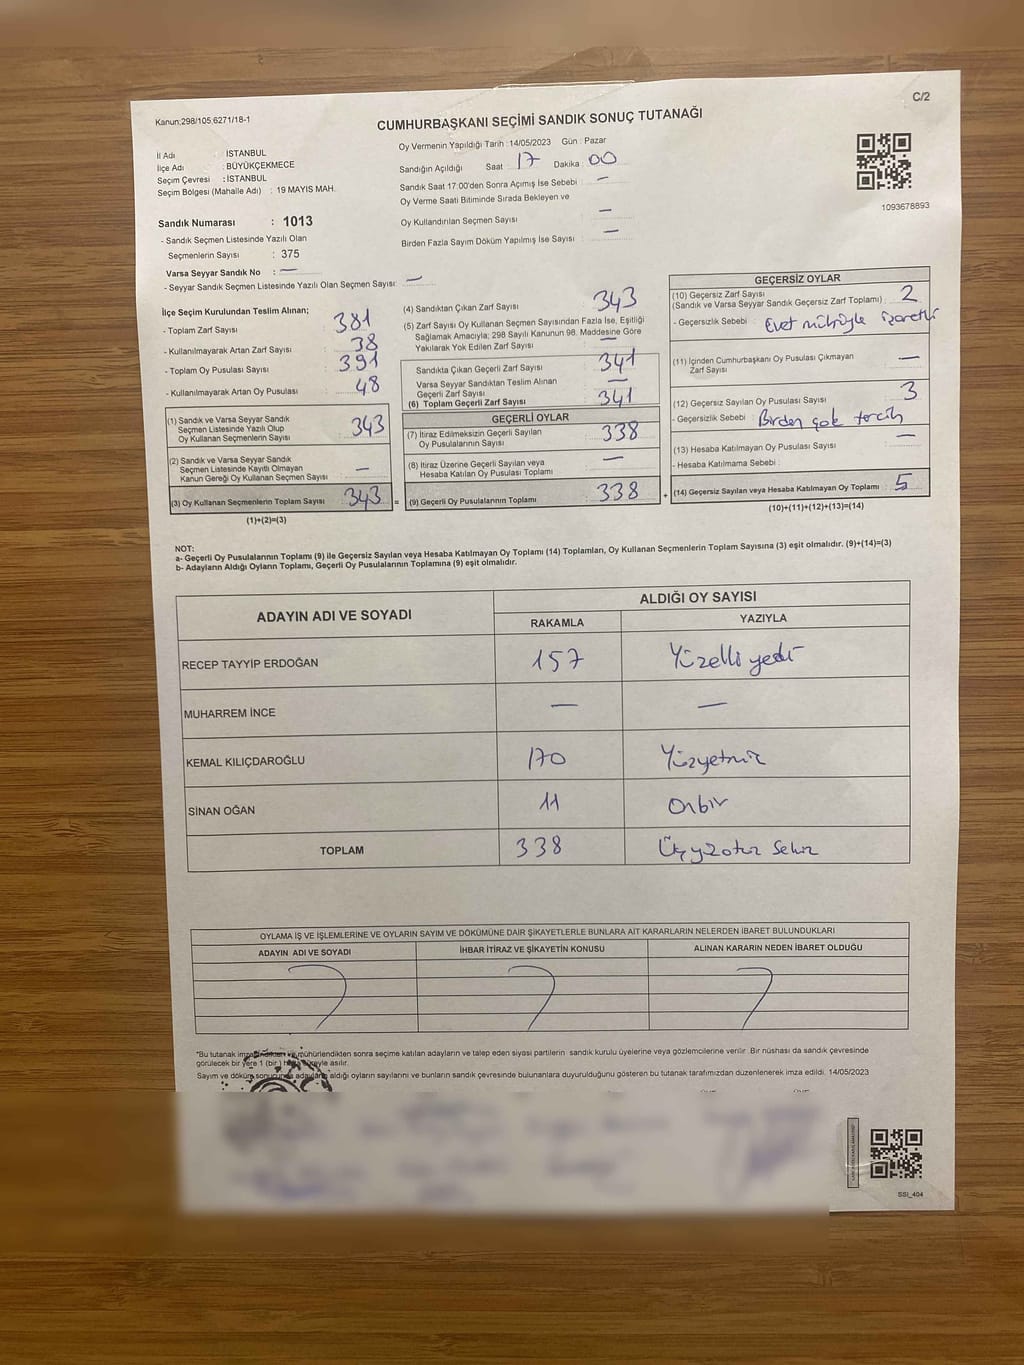 Kanun:298/105,6271/18-1
C/2
CUMHURBAŞKANI SEÇİMİ SANDIK SONUÇ TUTANAĞI
İl Adı : İSTANBUL
İlçe Adı : BÜYÜKÇEKMECE
Seçim Çevresi : İSTANBUL
Seçim Bölgesi (Mahalle Adı) : 19 MAYIS MAH.
Sandık Numarası : 1013
- Sandık Seçmen Listesinde Yazılı Olan
Seçmenlerin Sayısı : 375
Varsa Seyyar Sandık No : —
- Seyyar Sandık Seçmen Listesinde Yazılı Olan Seçmen Sayısı: —
Oy Vermenin Yapıldığı Tarih : 14/05/2023 Gün : Pazar
Sandığın Açıldığı Saat : 17 Dakika : 00
Sandık Saat 17:00'den Sonra Açımış İse Sebebi : —
Oy Verme Saati Bitiminde Sırada Bekleyen ve
Oy Kullandırılan Seçmen Sayısı : —
Birden Fazla Sayım Döküm Yapılmış İse Sayısı : —
1093678893
İlçe Seçim Kurulundan Teslim Alınan;
- Toplam Zarf Sayısı : 381
- Kullanılmayarak Artan Zarf Sayısı : 38
- Toplam Oy Pusulası Sayısı : 391
- Kullanılmayarak Artan Oy Pusulası : 48
(1) Sandık ve Varsa Seyyar Sandık
Seçmen Listesinde Yazılı Olup
Oy Kullanan Seçmenlerin Sayısı : 343
(2) Sandık ve Varsa Seyyar Sandık
Seçmen Listesinde Kayıtlı Olmayan
Kanun Gereği Oy Kullanan Seçmen Sayısı : —
(3) Oy Kullanan Seçmenlerin Toplam Sayısı : 343 =
(1)+(2)=(3)
(4) Sandıktan Çıkan Zarf Sayısı : 343
(5) Zarf Sayısı Oy Kullanan Seçmen Sayısından Fazla İse, Eşitliği
Sağlamak Amacıyla; 298 Sayılı Kanunun 98. Maddesine Göre
Yakılarak Yok Edilen Zarf Sayısı : —
Sandıkta Çıkan Geçerli Zarf Sayısı : 341
Varsa Seyyar Sandıktan Teslim Alınan
Geçerli Zarf Sayısı : —
(6) Toplam Geçerli Zarf Sayısı : 341
GEÇERLİ OYLAR
(7) İtiraz Edilmeksizin Geçerli Sayılan
Oy Pusulalarının Sayısı : 338
(8) İtiraz Üzerine Geçerli Sayılan veya
Hesaba Katılan Oy Pusulası Toplamı : —
(9) Geçerli Oy Pusulalarının Toplamı : 338 +
GEÇERSİZ OYLAR
(10) Geçersiz Zarf Sayısı
(Sandık ve Varsa Seyyar Sandık Geçersiz Zarf Toplamı) : 2
- Geçersizlik Sebebi : Evet mührüyle işaretli
(11) İçinden Cumhurbaşkanı Oy Pusulası Çıkmayan
Zarf Sayısı : —
(12) Geçersiz Sayılan Oy Pusulası Sayısı : 3
- Geçersizlik Sebebi : Birden çok tercih
(13) Hesaba Katılmayan Oy Pusulası Sayısı : —
- Hesaba Katılmama Sebebi :
(14) Geçersiz Sayılan veya Hesaba Katılmayan Oy Toplamı : 5
(10)+(11)+(12)+(13)=(14)
NOT:
a- Geçerli Oy Pusulalarının Toplamı (9) ile Geçersiz Sayılan veya Hesaba Katılmayan Oy Toplamı (14) Toplamları, Oy Kullanan Seçmenlerin Toplam Sayısına (3) eşit olmalıdır. (9)+(14)=(3)
b- Adayların Aldığı Oyların Toplamı, Geçerli Oy Pusulalarının Toplamına (9) eşit olmalıdır.
ADAYIN ADI VE SOYADI
ALDIĞI OY SAYISI
RAKAMLA YAZIYLA
RECEP TAYYİP ERDOĞAN 157 Yüzelli yedi
MUHARREM İNCE — —
KEMAL KILIÇDAROĞLU 170 Yüzyetmiş
SİNAN OĞAN 11 Onbir
TOPLAM 338 Üçyüzotuz Sekiz
OYLAMA İŞ VE İŞLEMLERİNE VE OYLARIN SAYIM VE DÖKÜMÜNE DAİR ŞİKAYETLERLE BUNLARA AİT KARARLARIN NELERDEN İBARET BULUNDUKLARI
ADAYIN ADI VE SOYADI İHBAR İTİRAZ VE ŞİKAYETİN KONUSU ALINAN KARARIN NEDEN İBARET OLDUĞU
*Bu tutanak imzalandıktan ve mühürlendikten sonra seçime katılan adayların ve talep eden siyasi partilerin sandık kurulu üyelerine veya gözlemcilerine verilir. Bir nüshası da sandık çevresinde
görülecek bir yere 1 (bir) hafta süreyle asılır.
Sayım ve döküm sonucunda adayların aldığı oyların sayılarını ve bunların sandık çevresinde bulunanlara duyurulduğunu gösteren bu tutanak tarafımızdan düzenlenerek imza edildi. 14/05/2023
SSI_404